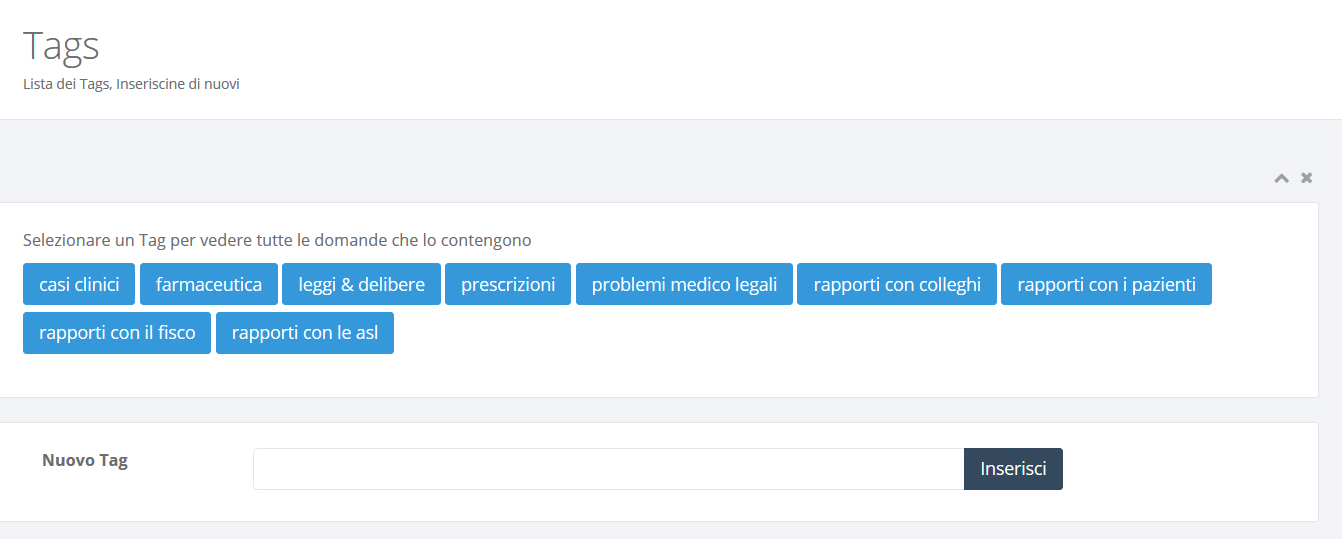 Tags
Lista dei Tags, Inseriscine di nuovi
Selezionare un Tag per vedere tutte le domande che lo contengono
casi clinici farmaceutica leggi & delibere prescrizioni problemi medico legali rapporti con colleghi rapporti con i pazienti
rapporti con il fisco rapporti con le asl
Nuovo Tag Inserisci